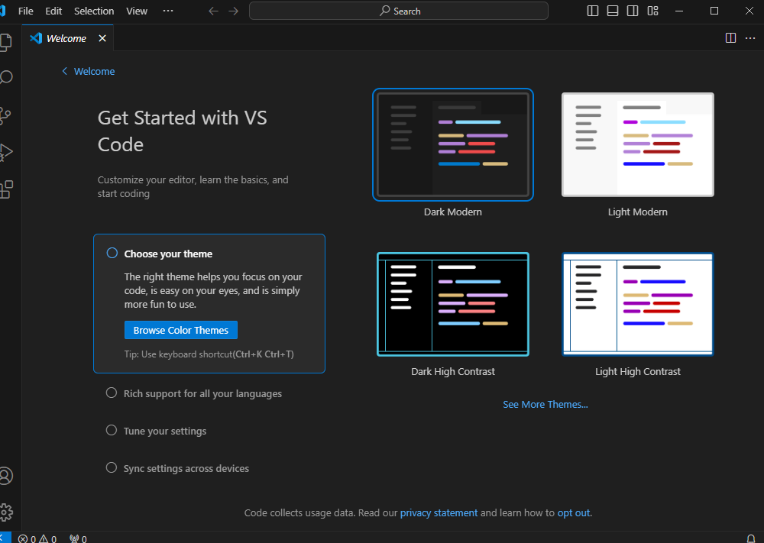 File Edit Selection View ··· Search
Welcome
Welcome
Get Started with VS
Code
Customize your editor, learn the basics, and
start coding
Choose your theme
The right theme helps you focus on your
code, is easy on your eyes, and is simply
more fun to use.
Browse Color Themes
Tip: Use keyboard shortcut(Ctrl+K Ctrl+T)
Rich support for all your languages
Tune your settings
Sync settings across devices
Dark Modern Light Modern
Dark High Contrast Light High Contrast
See More Themes...
Code collects usage data. Read our privacy statement and learn how to opt out.
0 0 0